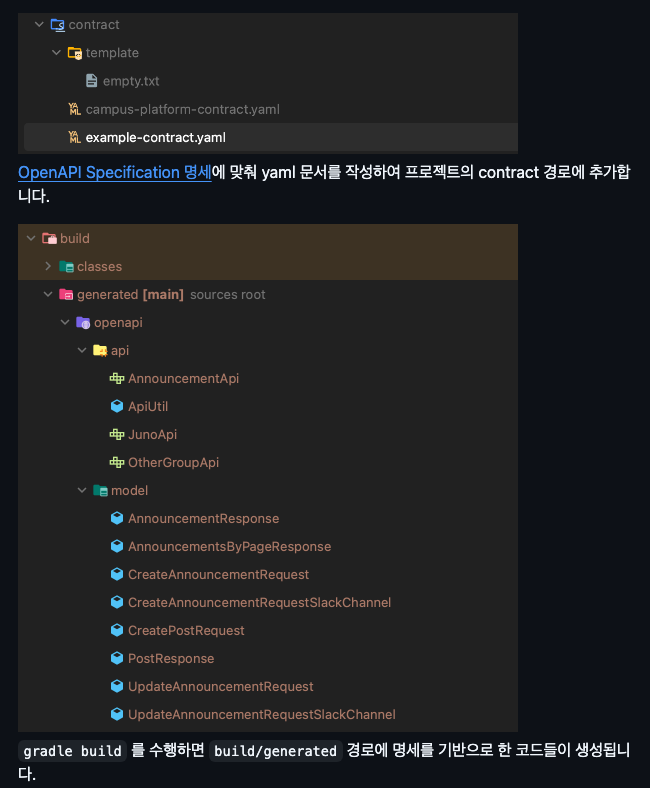 contract
template
empty.txt
campus-platform-contract.yaml
example-contract.yaml
OpenAPI Specification 명세에 맞춰 yaml 문서를 작성하여 프로젝트의 contract 경로에 추가합
니다.
build
classes
generated [main] sources root
openapi
api
AnnouncementApi
ApiUtil
JunoApi
OtherGroupApi
model
AnnouncementResponse
AnnouncementsByPageResponse
CreateAnnouncementRequest
CreateAnnouncementRequestSlackChannel
CreatePostRequest
PostResponse
UpdateAnnouncementRequest
UpdateAnnouncementRequestSlackChannel
gradle build 를 수행하면 build/generated 경로에 명세를 기반으로 한 코드들이 생성됩니
다.